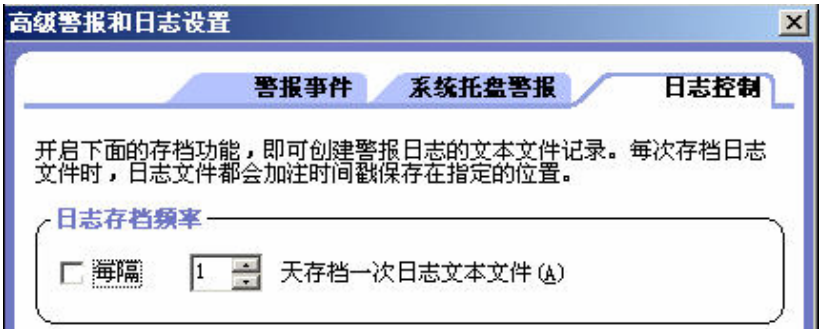 高级警报和日志设置
警报事件 系统托盘警报 日志控制
开启下面的存档功能，即可创建警报日志的文本文件记录。每次存档日志
文件时，日志文件都会加注时间戳保存在指定的位置。
日志存档频率
每隔 1 天存档一次日志文本文件(A)